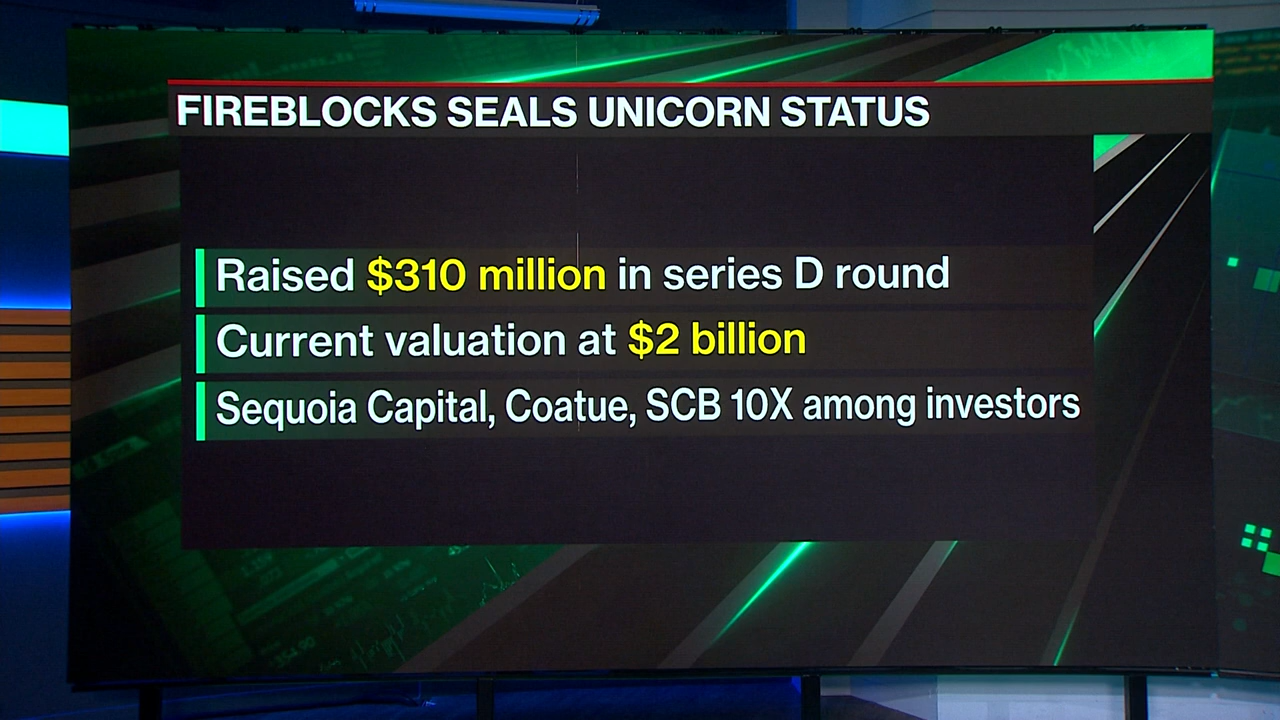 FIREBLOCKS SEALS UNICORN STATUS
Raised $310 million in series D round
Current valuation at $2 billion
Sequoia Capital, Coatue, SCB 10X among investors